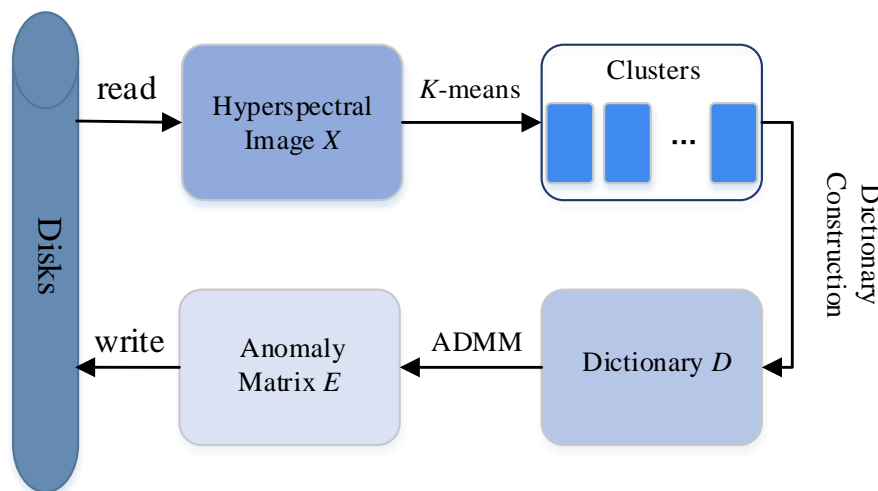 read
Hyperspectral
Image X
K-means
Clusters
...
Dictionary
Construction
Disks
write
Anomaly
Matrix E
ADMM
Dictionary D